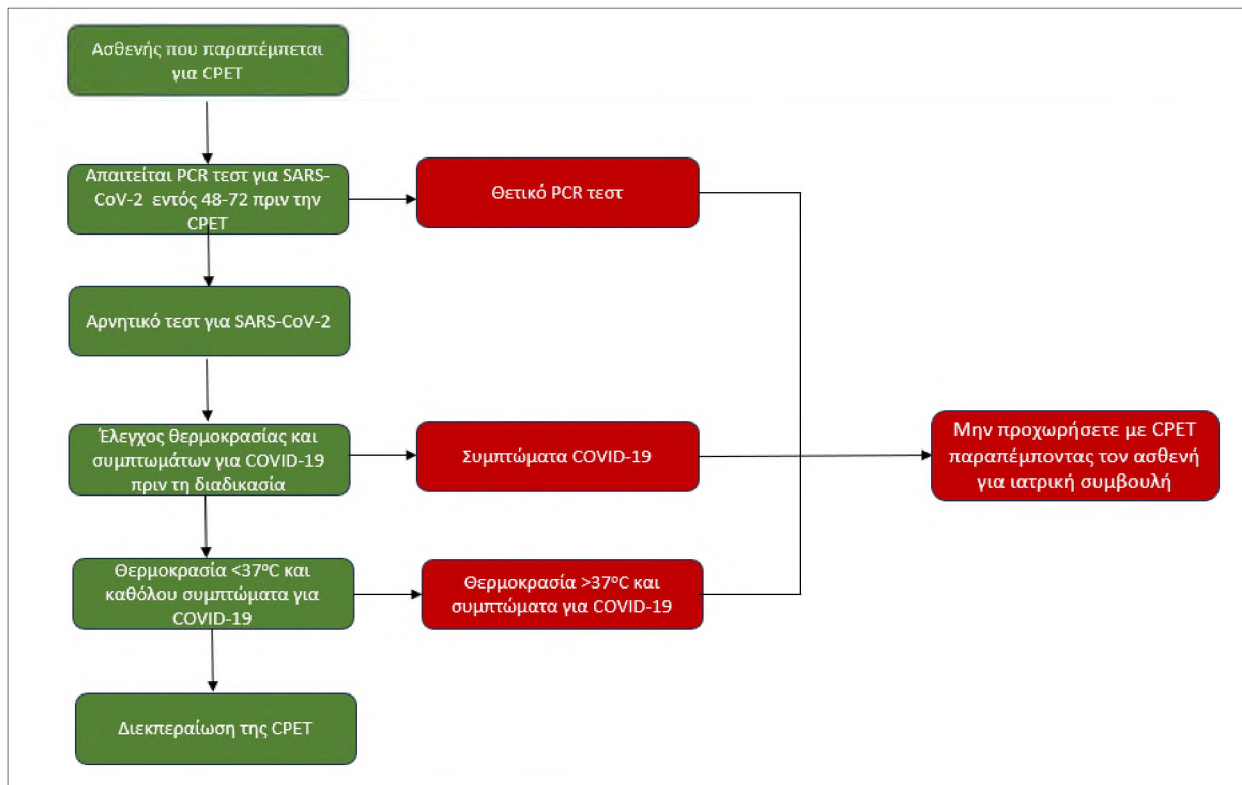 Ασθενής που παραπέμπεται
για CPET
Απαιτείται PCR τεστ για SARS-
CoV-2 εντός 48-72 πριν την
CPET
Θετικό PCR τεστ
Αρνητικό τεστ για SARS-CoV-2
Έλεγχος θερμοκρασίας και
συμπτωμάτων για COVID-19
πριν τη διαδικασία
Συμπτώματα COVID-19
Μην προχωρήσετε με CPET
παραπέμποντας τον ασθενή
για ιατρική συμβουλή
Θερμοκρασία <37°C και
καθόλου συμπτώματα για
COVID-19
Θερμοκρασία >37°C και
συμπτώματα για COVID-19
Διεκπεραίωση της CPET